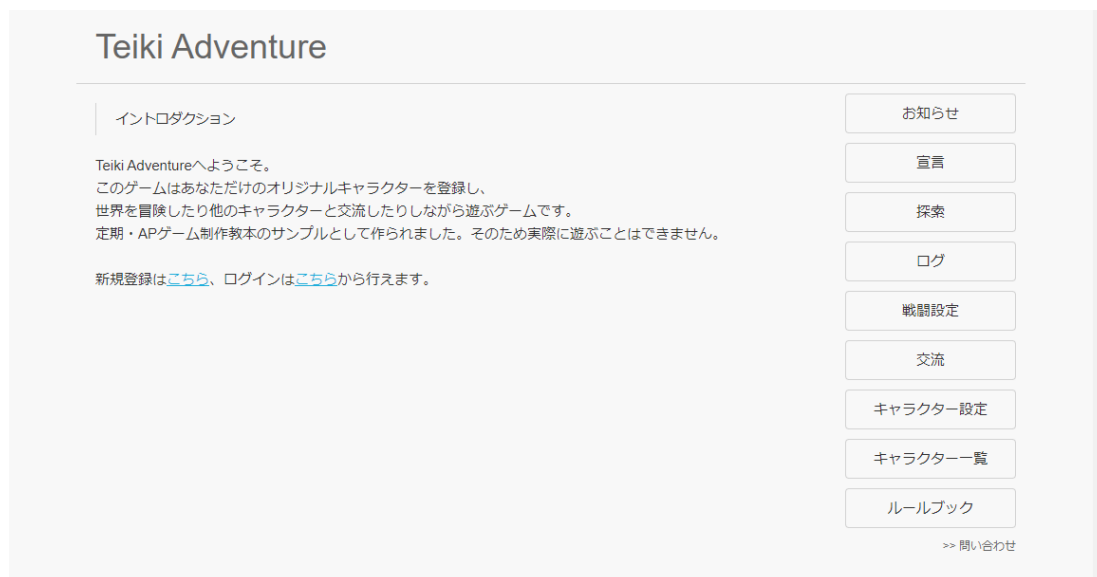 Teiki Adventure
イントロダクション
Teiki Adventureへようこそ。
このゲームはあなただけのオリジナルキャラクターを登録し、
世界を冒険したり他のキャラクターと交流したりしながら遊ぶゲームです。
定期・APゲーム制作教本のサンプルとして作られました。そのため実際に遊ぶことはできません。
新規登録はこちら、ログインはこちらから行えます。
お知らせ
宣言
探索
ログ
戦闘設定
交流
キャラクター設定
キャラクター一覧
ルールブック
>> 問い合わせ